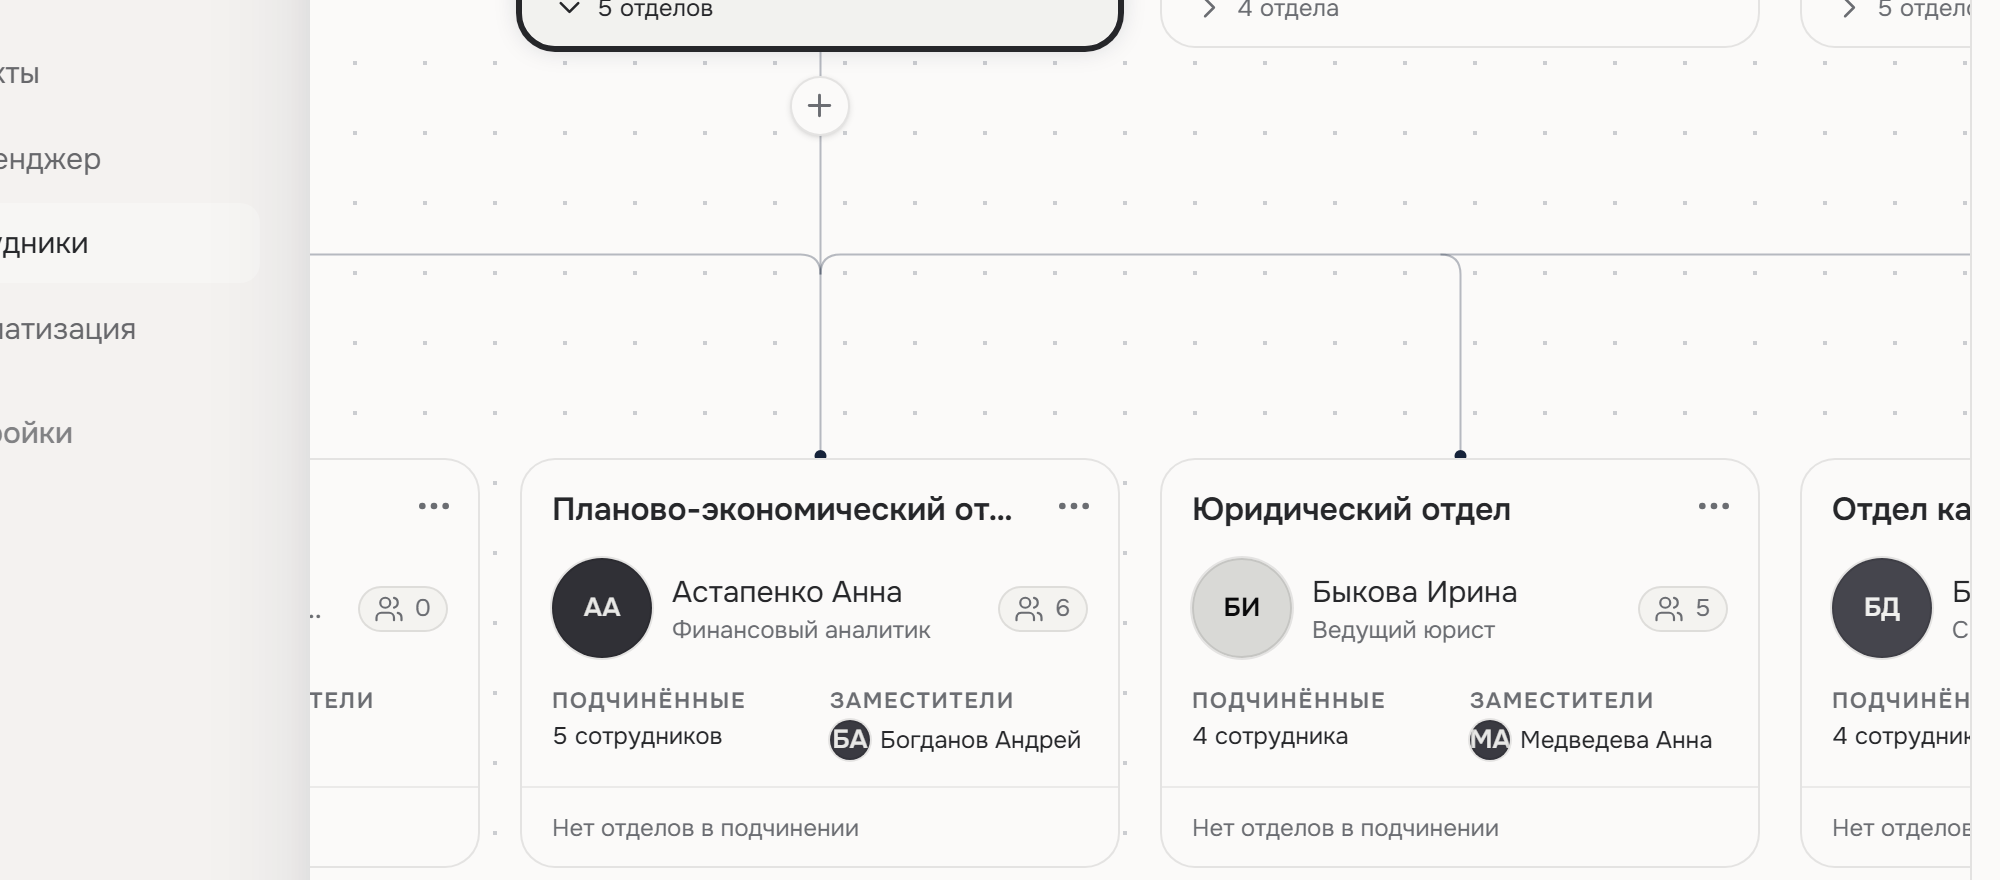 5 отделов
4 отдела
5 отдел
кты
енджер
удники
матизация
ройки
Планово-экономический от...
Юридический отдел
Отдел ка
.. 0
АА Астапенко Анна 6
Финансовый аналитик
БИ Быкова Ирина 5
Ведущий юрист
БД Б
С
ТЕЛИ
ПОДЧИНЁННЫЕ ЗАМЕСТИТЕЛИ
5 сотрудников БА Богданов Андрей
ПОДЧИНЁННЫЕ ЗАМЕСТИТЕЛИ
4 сотрудника МА Медведева Анна
ПОДЧИНЁН
4 сотрудник
Нет отделов в подчинении
Нет отделов в подчинении
Нет отделов